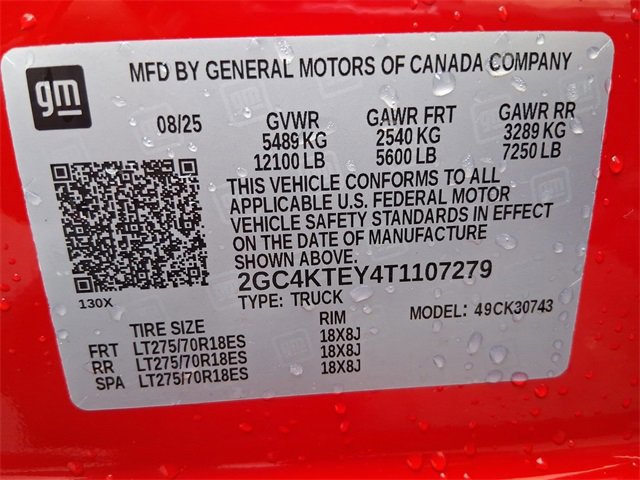 gm
MFD BY GENERAL MOTORS OF CANADA COMPANY
08/25 GVWR GAWR FRT GAWR RR
5489 KG 2540 KG 3289 KG
12100 LB 5600 LB 7250 LB
THIS VEHICLE CONFORMS TO ALL
APPLICABLE U.S. FEDERAL MOTOR
VEHICLE SAFETY STANDARDS IN EFFECT
ON THE DATE OF MANUFACTURE
SHOWN ABOVE.
2GC4KTEY4T1107279
130X TYPE: TRUCK MODEL: 49CK30743
TIRE SIZE RIM
FRT LT275/70R18ES 18X8J
RR LT275/70R18ES 18X8J
SPA LT275/70R18ES 18X8J